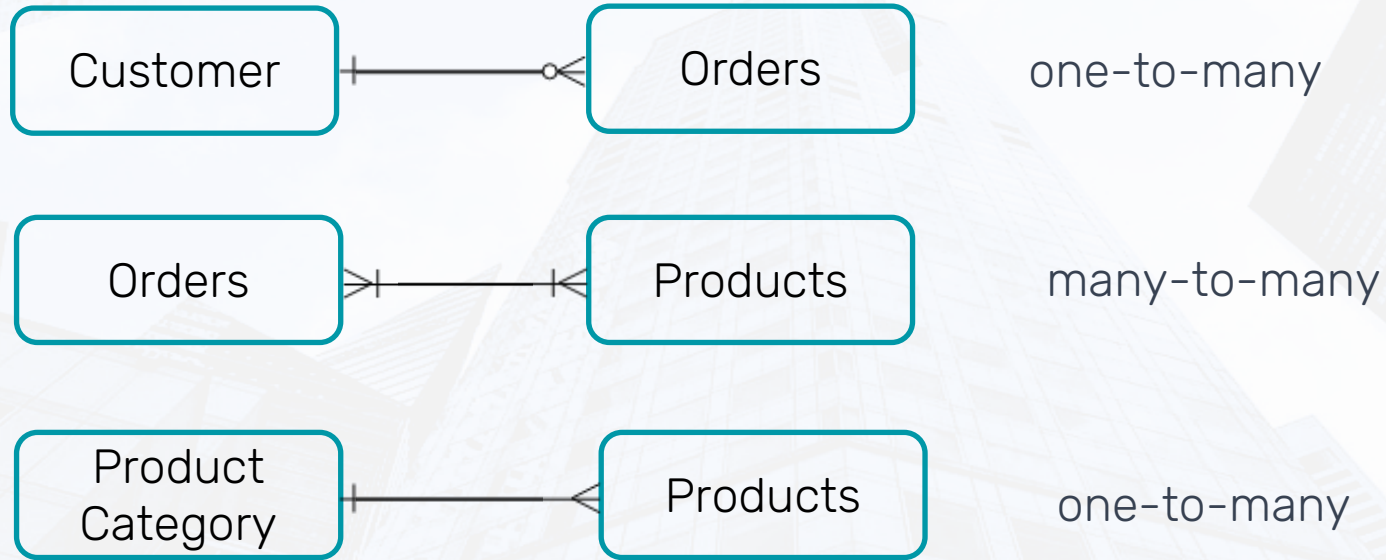 Customer
Orders
one-to-many
Orders
Products
many-to-many
Product
Category
Products
one-to-many